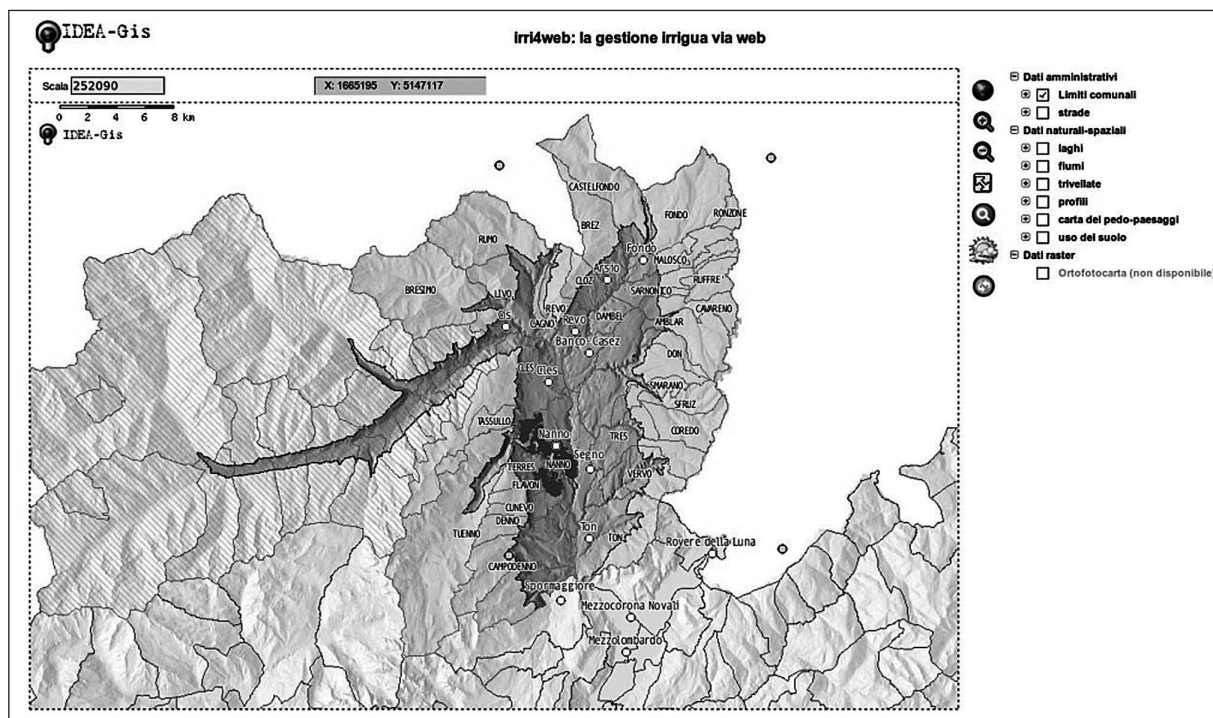 IDEA-Gis
irri4web: la gestione irrigua via web
Scala 252090
X: 1665195 Y: 5147117
0 2 4 6 8 km
IDEA-Gis
Dati amministrativi
Limiti comunali
strade
Dati naturali-spaziali
laghi
fiumi
trivellate
profili
carta dei pedo-paesaggi
uso del suolo
Dati raster
Ortofotocarta (non disponibile)
CASTELFONDO
BREZ
FONDO
RONZONE
RUMO
Fondo
MALOSCO
Arsio
CLOZ
RUFFRE'
BRESIMO
SARNONICO
LIVO
REVO
CAVARENO
Cis
CAGNO
Revo
DAMBEL
AMBLAR
Banco-Casez
DON
CLES
Cles
SMARANO
SFRUZ
TASSULLO
COREDO
Nanno
TRES
TERRES
NANNO
Segno
VERVO
FLAVON
CUNEVO
DENNO
TUENNO
Ton
TON
Rovere della Luna
CAMPODENNO
Spormaggiore
Mezzocorona Novali
Mezzolombardo